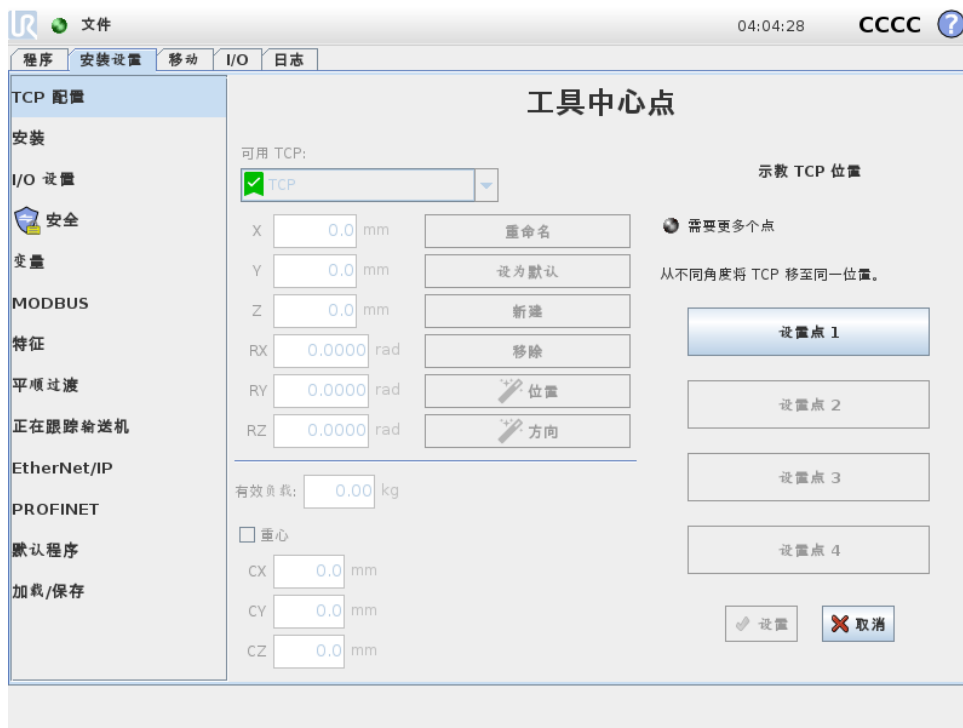 UR 文件 04:04:28 CCCC ?
程序 安装设置 移动 I/O 日志
TCP 配置
安装
I/O 设置
安全
变量
MODBUS
特征
平顺过渡
正在跟踪输送机
EtherNet/IP
PROFINET
默认程序
加载/保存
工具中心点
可用 TCP:
TCP
X 0.0 mm 重命名
Y 0.0 mm 设为默认
Z 0.0 mm 新建
RX 0.0000 rad 移除
RY 0.0000 rad 位置
RZ 0.0000 rad 方向
有效负载: 0.00 kg
重心
CX 0.0 mm
CY 0.0 mm
CZ 0.0 mm
示教 TCP 位置
需要更多个点
从不同角度将 TCP 移至同一位置。
设置点 1
设置点 2
设置点 3
设置点 4
设置 取消